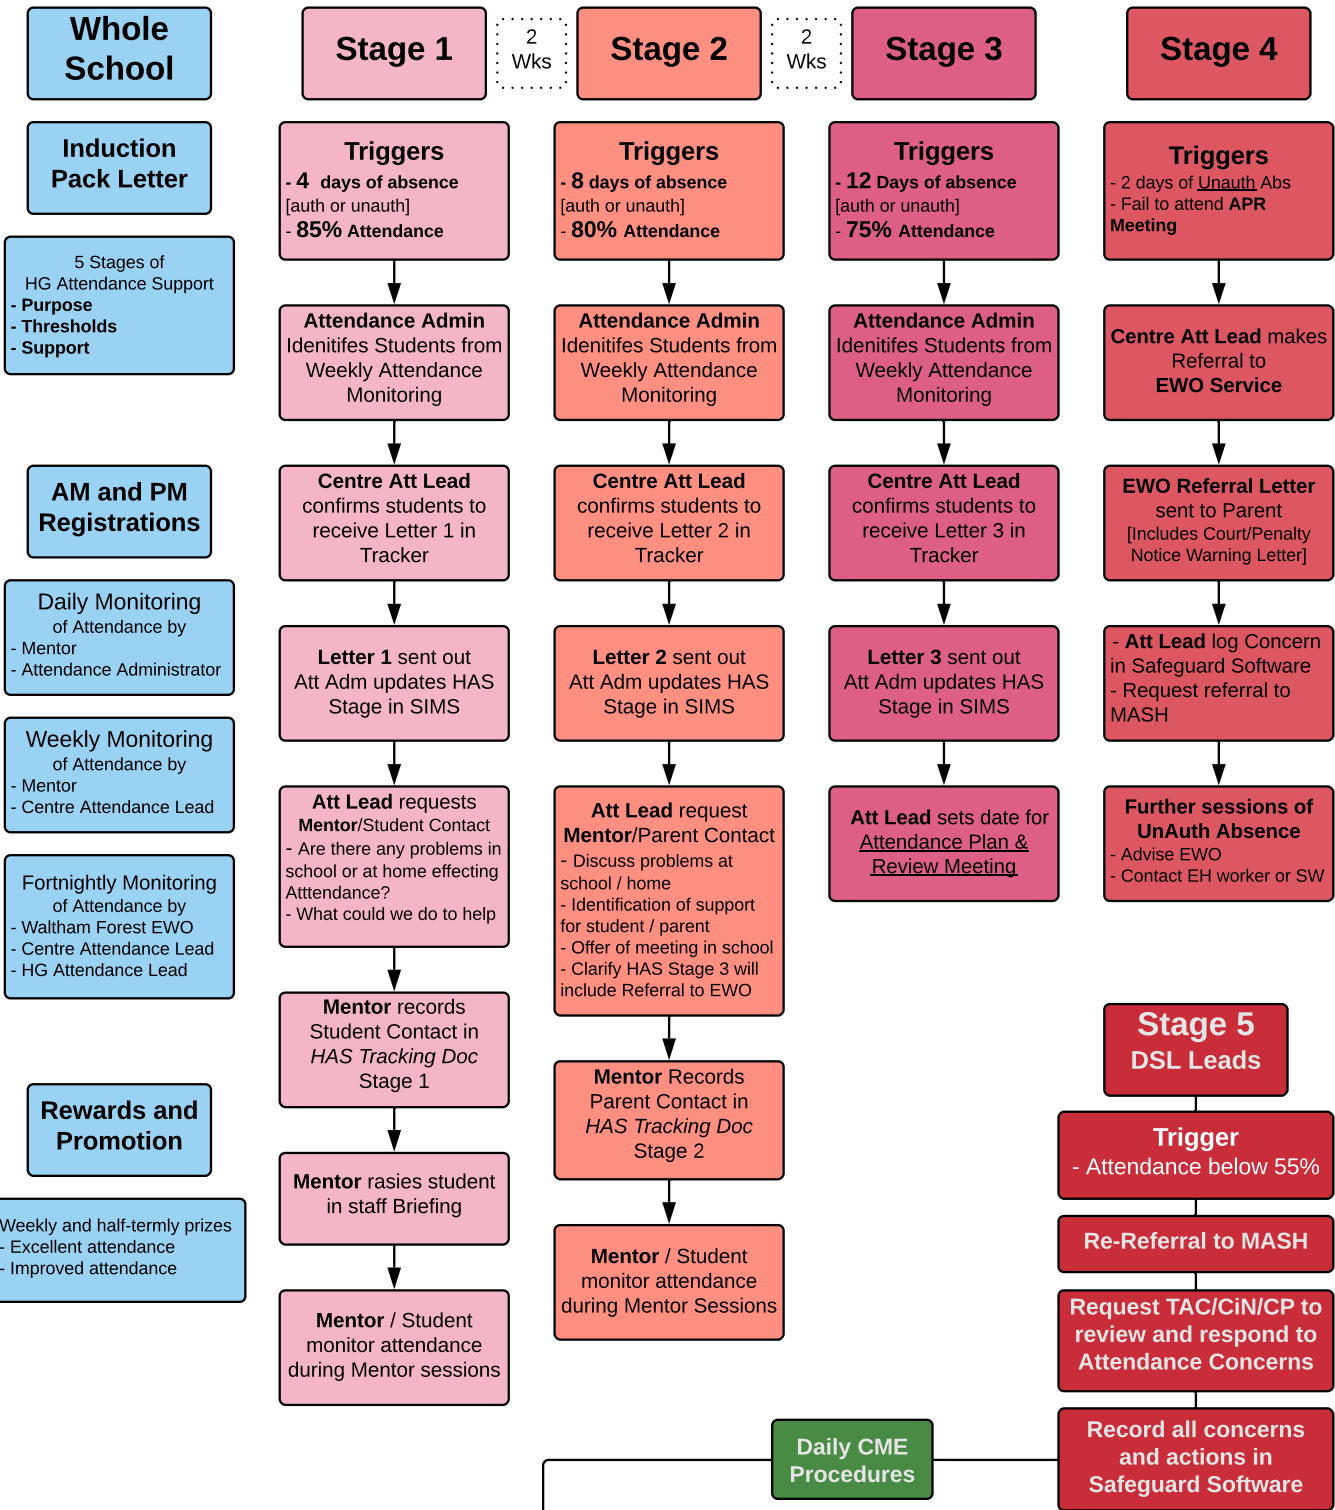 Whole
School
Induction
Pack Letter
5 Stages of
HG Attendance Support
- Purpose
- Thresholds
- Support
AM and PM
Registrations
Daily Monitoring
of Attendance by
- Mentor
- Attendance Administrator
Weekly Monitoring
of Attendance by
- Mentor
- Centre Attendance Lead
Fortnightly Monitoring
of Attendance by
- Waltham Forest EWO
- Centre Attendance Lead
- HG Attendance Lead
Rewards and
Promotion
Weekly and half-termly prizes
- Excellent attendance
- Improved attendance
Stage 1
2
Wks
Triggers
- 4 days of absence
[auth or unauth]
- 85% Attendance
Attendance Admin
Idenitifes Students from
Weekly Attendance
Monitoring
Centre Att Lead
confirms students to
receive Letter 1 in
Tracker
Letter 1 sent out
Att Adm updates HAS
Stage in SIMS
Att Lead requests
Mentor/Student Contact
- Are there any problems in
school or at home effecting
Atttendance?
- What could we do to help
Mentor records
Student Contact in
HAS Tracking Doc
Stage 1
Mentor rasies student
in staff Briefing
Mentor / Student
monitor attendance
during Mentor sessions
Stage 2
2
Wks
Triggers
- 8 days of absence
[auth or unauth]
- 80% Attendance
Attendance Admin
Idenitifes Students from
Weekly Attendance
Monitoring
Centre Att Lead
confirms students to
receive Letter 2 in
Tracker
Letter 2 sent out
Att Adm updates HAS
Stage in SIMS
Att Lead request
Mentor/Parent Contact
- Discuss problems at
school / home
- Identification of support
for student / parent
- Offer of meeting in school
- Clarify HAS Stage 3 will
include Referral to EWO
Mentor Records
Parent Contact in
HAS Tracking Doc
Stage 2
Mentor / Student
monitor attendance
during Mentor Sessions
Stage 3
Triggers
- 12 Days of absence
[auth or unauth]
- 75% Attendance
Attendance Admin
Idenitifes Students from
Weekly Attendance
Monitoring
Centre Att Lead
confirms students to
receive Letter 3 in
Tracker
Letter 3 sent out
Att Adm updates HAS
Stage in SIMS
Att Lead sets date for
Attendance Plan &
Review Meeting
Stage 4
Triggers
- 2 days of Unauth Abs
- Fail to attend APR
Meeting
Centre Att Lead makes
Referral to
EWO Service
EWO Referral Letter
sent to Parent
[Includes Court/Penalty
Notice Warning Letter]
- Att Lead log Concern
in Safeguard Software
- Request referral to
MASH
Further sessions of
UnAuth Absence
- Advise EWO
- Contact EH worker or SW
Stage 5
DSL Leads
Trigger
- Attendance below 55%
Re-Referral to MASH
Request TAC/CiN/CP to
review and respond to
Attendance Concerns
Record all concerns
and actions in
Safeguard Software
Daily CME
Procedures